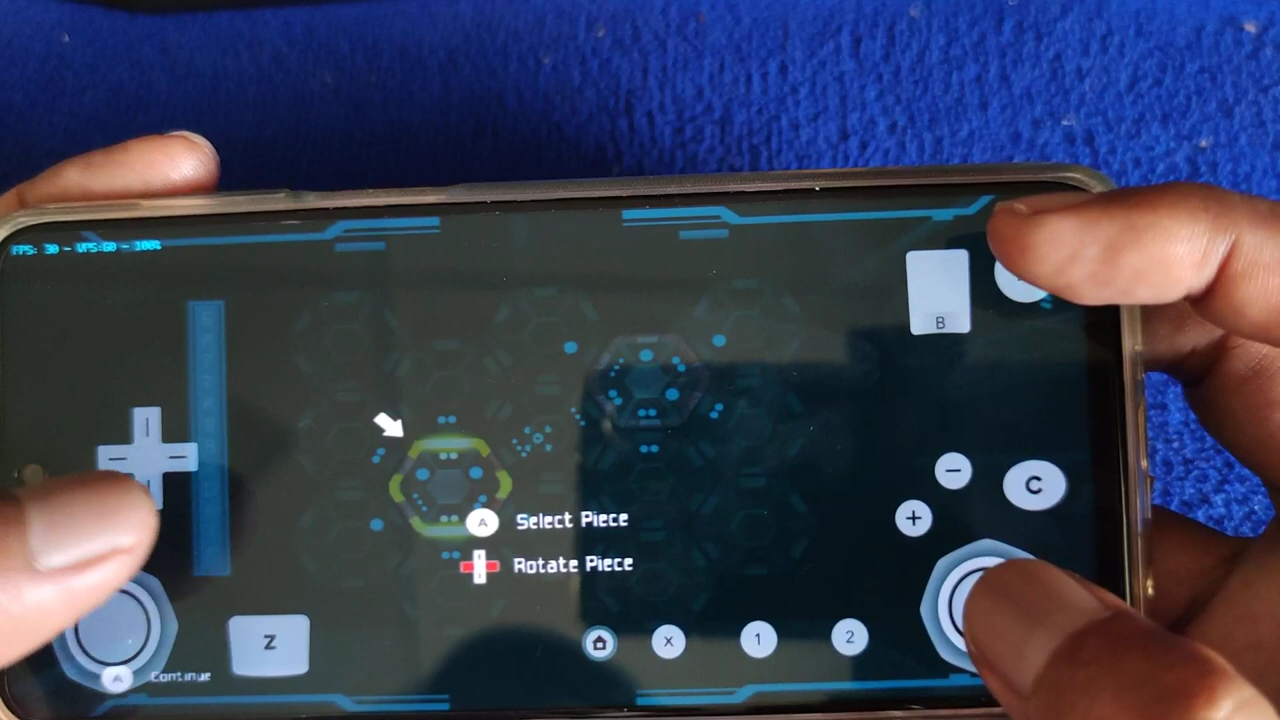 FPS: 30 - VPS:60 - 100%
B
C
A Select Piece
Rotate Piece
Z
X
1
2
A Continue